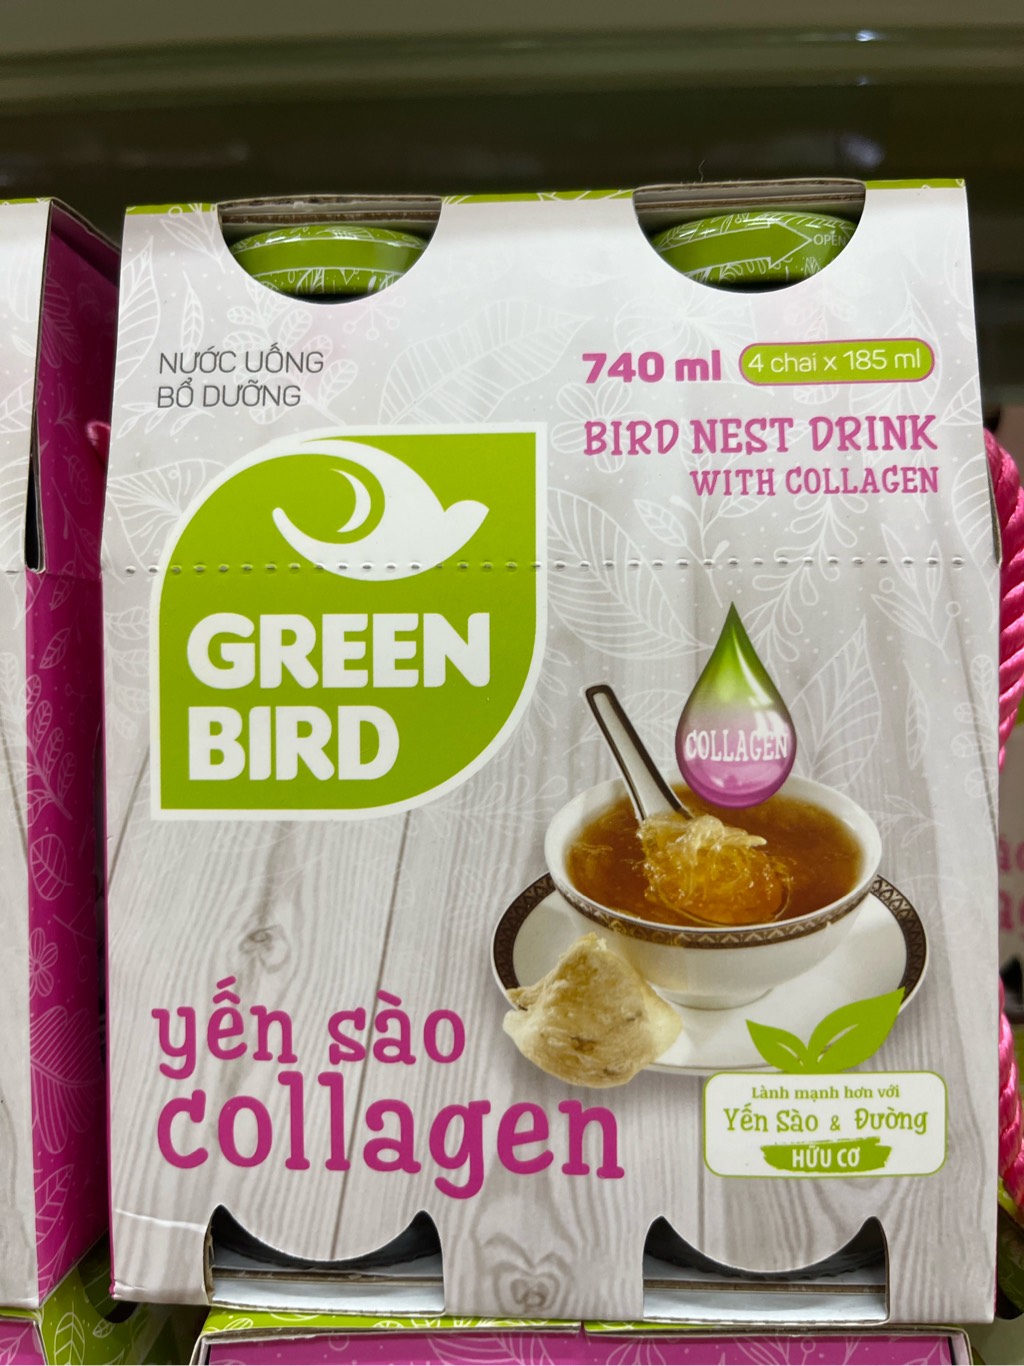 OPEN
NƯỚC UỐNG
BỔ DƯỠNG
740 ml 4 chai x 185 ml
BIRD NEST DRINK
WITH COLLAGEN
GREEN
BIRD
COLLAGEN
yến sào
collagen
Lành mạnh hơn với
Yến Sào & Đường
HỮU CƠ